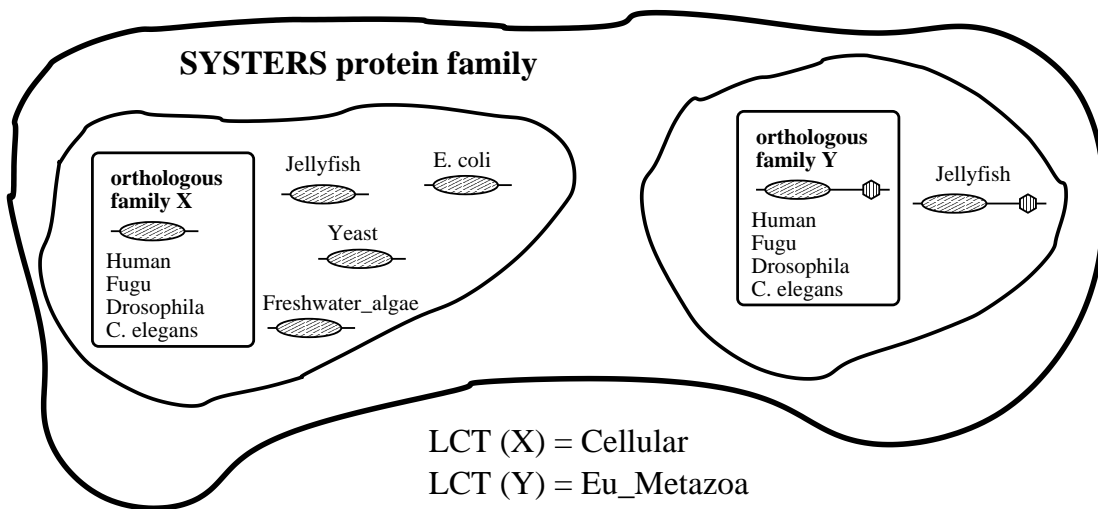 SYSTERS protein family
orthologous
family X
Human
Fugu
Drosophila
C. elegans
Jellyfish
E. coli
Yeast
Freshwater_algae
orthologous
family Y
Human
Fugu
Drosophila
C. elegans
Jellyfish
LCT (X) = Cellular
LCT (Y) = Eu_Metazoa